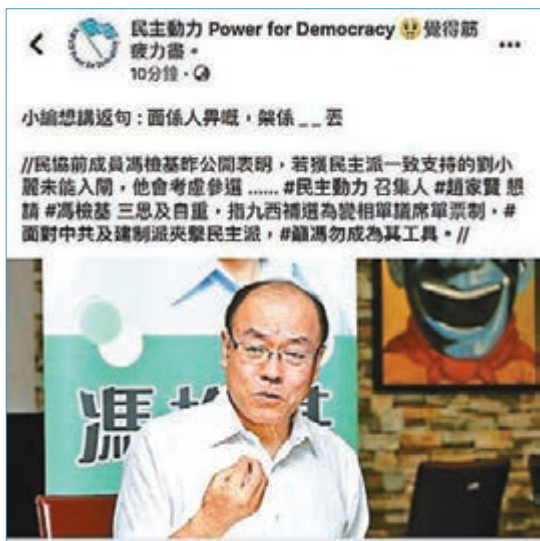 民主動力 Power for Democracy 覺得筋
疲力盡。
10分鐘 ·
小編想講返句：面係人畀嘅，架係 _ _ 丟
//民協前成員馮檢基昨公開表明，若獲民主派一致支持的劉小
麗未能入閘，他會考慮參選 ...... #民主動力 召集人 #趙家賢 懇
請 #馮檢基 三思及自重，指九西補選為變相單議席單票制，#
面對中共及建制派夾擊民主派，#籲馮勿成為其工具。//
馮檢基